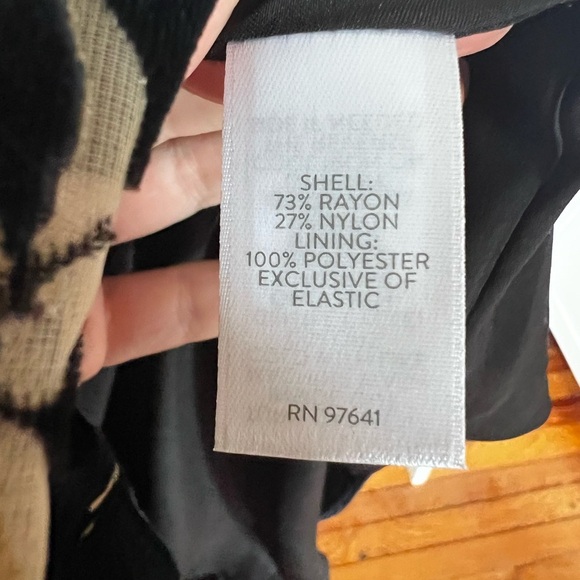 SHELL:
73% RAYON
27% NYLON
LINING:
100% POLYESTER
EXCLUSIVE OF
ELASTIC
RN 97641